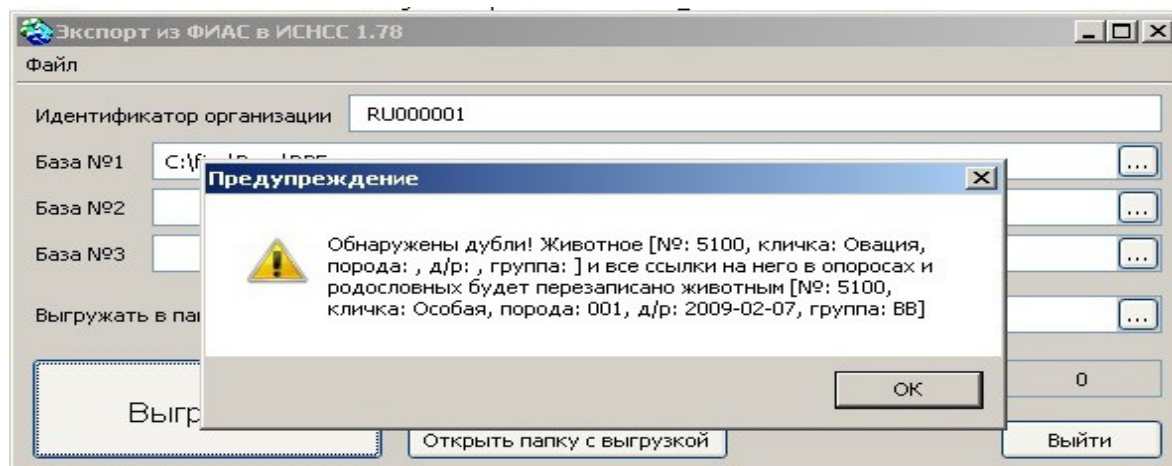 Экспорт из ФИАС в ИСНСС 1.78
Файл
Идентификатор организации RU000001
База №1 C:\
Предупреждение
База №2
Обнаружены дубли! Животное [№: 5100, кличка: Овация,
порода: , д/р: , группа: ] и все ссылки на него в опоросах и
родословных будет перезаписано животным [№: 5100,
кличка: Особая, порода: 001, д/р: 2009-02-07, группа: ВВ]
База №3
Выгружать в
OK
0
Открыть папку с выгрузкой
Выйти